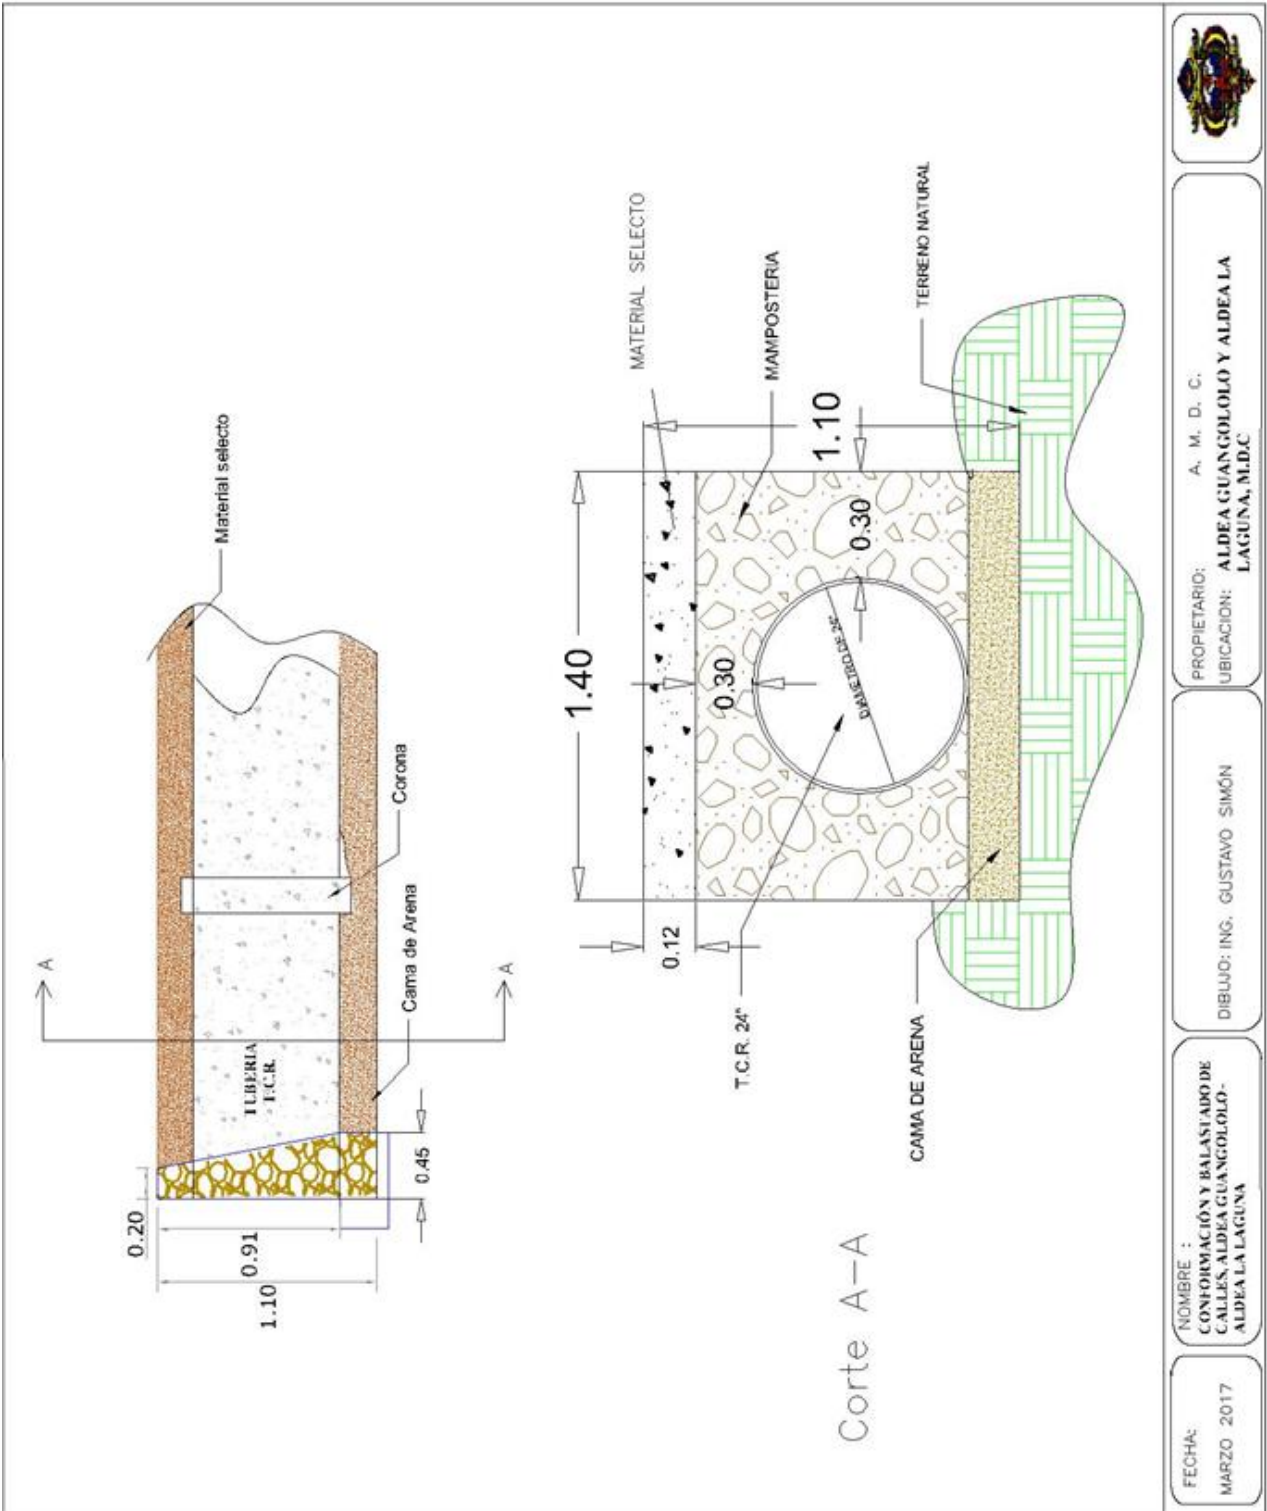 A
A
Material selecto
Corona
Cama de Arena
TUBERIA
T.C.R.
0.20
0.91
1.10
0.45
MATERIAL SELECTO
MAMPOSTERIA
TERRENO NATURAL
1.40
1.10
0.30
0.30
0.12
DIAMETRO DE 24"
T.C.R. 24"
CAMA DE ARENA
Corte A-A
FECHA:
MARZO 2017
NOMBRE :
CONFORMACIÓN Y BALASTADO DE
CALLES, ALDEA GUANGOLOLO -
ALDEA LA LAGUNA
DIBUJO: ING. GUSTAVO SIMÓN
PROPIETARIO: A. M. D. C.
UBICACION: ALDEA GUANGOLOLO Y ALDEA LA
LAGUNA, M.D.C